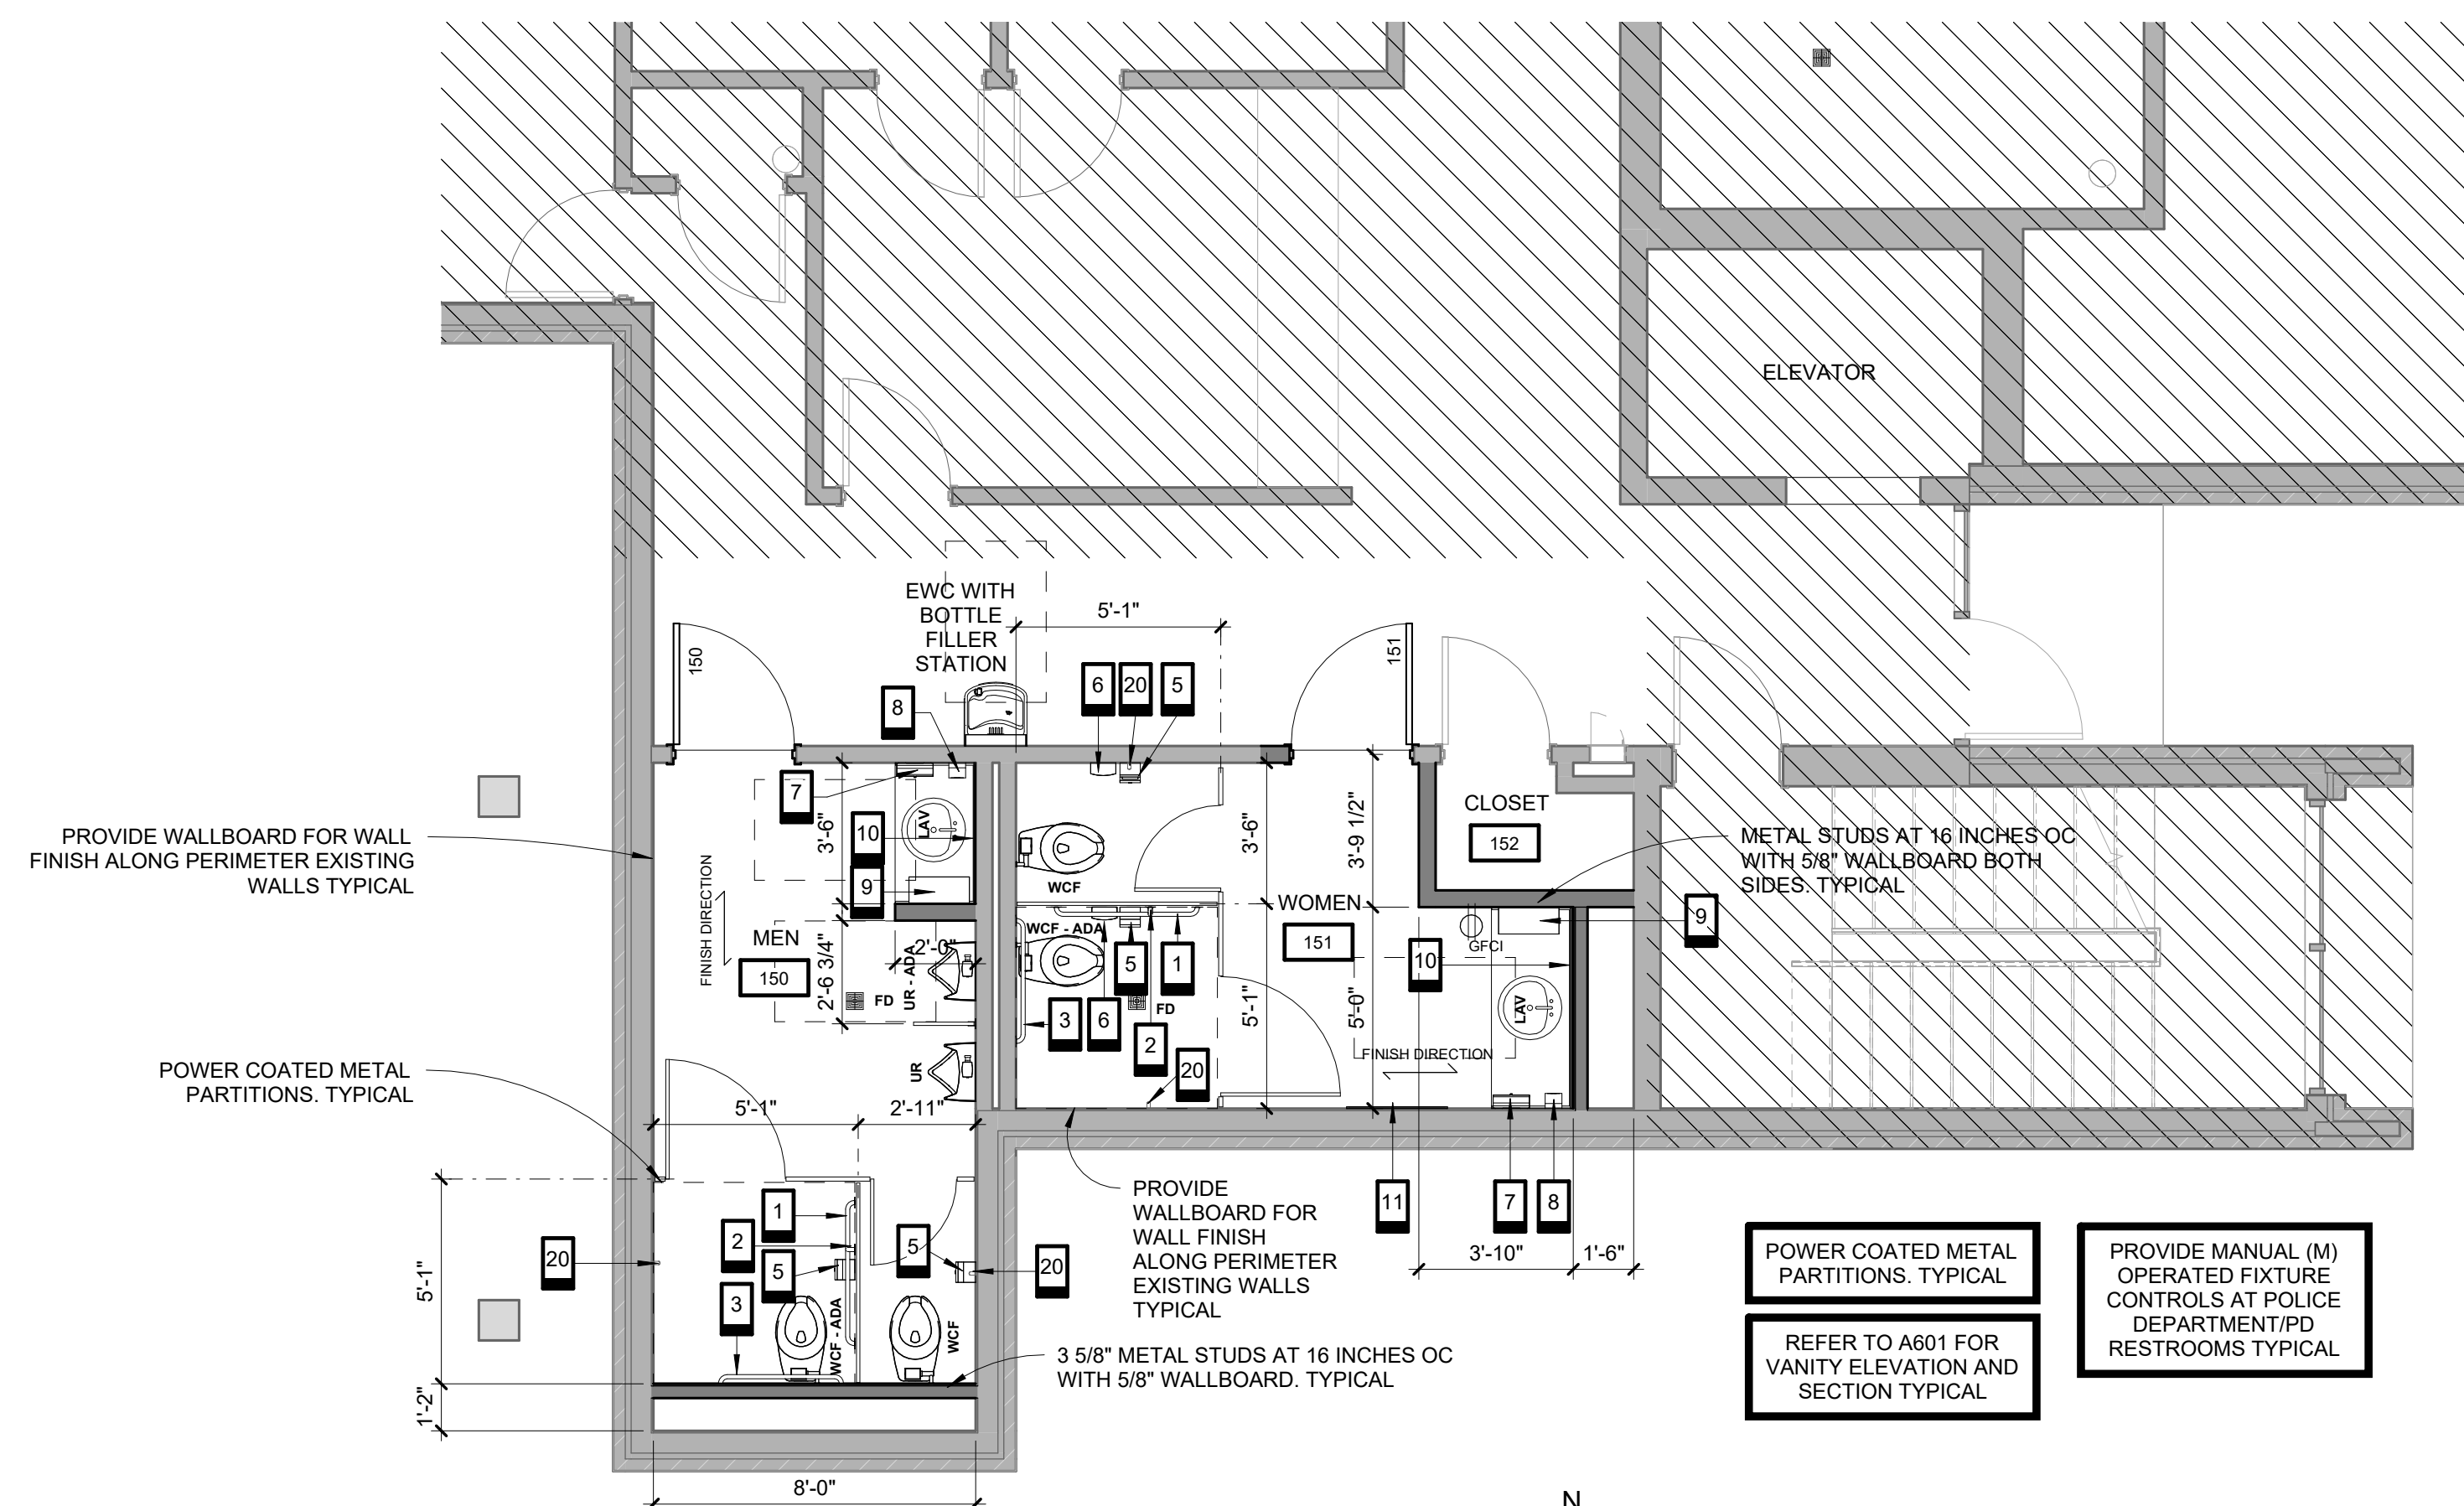 ELEVATOR
EWC WITH
BOTTLE
FILLER
STATION
5'-1"
150
151
6
20
5
8
7
3'-6"
10
LAV
9
WCF
3'-6"
3'-9 1/2"
CLOSET
152
PROVIDE WALLBOARD FOR WALL
FINISH ALONG PERIMETER EXISTING
WALLS TYPICAL
METAL STUDS AT 16 INCHES OC
WITH 5/8" WALLBOARD BOTH
SIDES. TYPICAL
9
FINISH DIRECTION
MEN
150
2'-6 3/4"
2'-0"
FD
UR - ADA
UR
WCF - ADA
5
1
3
6
2
FD
20
5'-1"
WOMEN
151
5'-0"
GFCI
10
LAV
FINISH DIRECTION
POWER COATED METAL
PARTITIONS. TYPICAL
5'-1"
2'-11"
11
7
8
3'-10"
1'-6"
PROVIDE
WALLBOARD FOR
WALL FINISH
ALONG PERIMETER
EXISTING WALLS
TYPICAL
1
2
5
3
20
5
20
WCF - ADA
WCF
5'-1"
1'-2"
3 5/8" METAL STUDS AT 16 INCHES OC
WITH 5/8" WALLBOARD. TYPICAL
8'-0"
POWER COATED METAL
PARTITIONS. TYPICAL
REFER TO A601 FOR
VANITY ELEVATION AND
SECTION TYPICAL
PROVIDE MANUAL (M)
OPERATED FIXTURE
CONTROLS AT POLICE
DEPARTMENT/PD
RESTROOMS TYPICAL
N